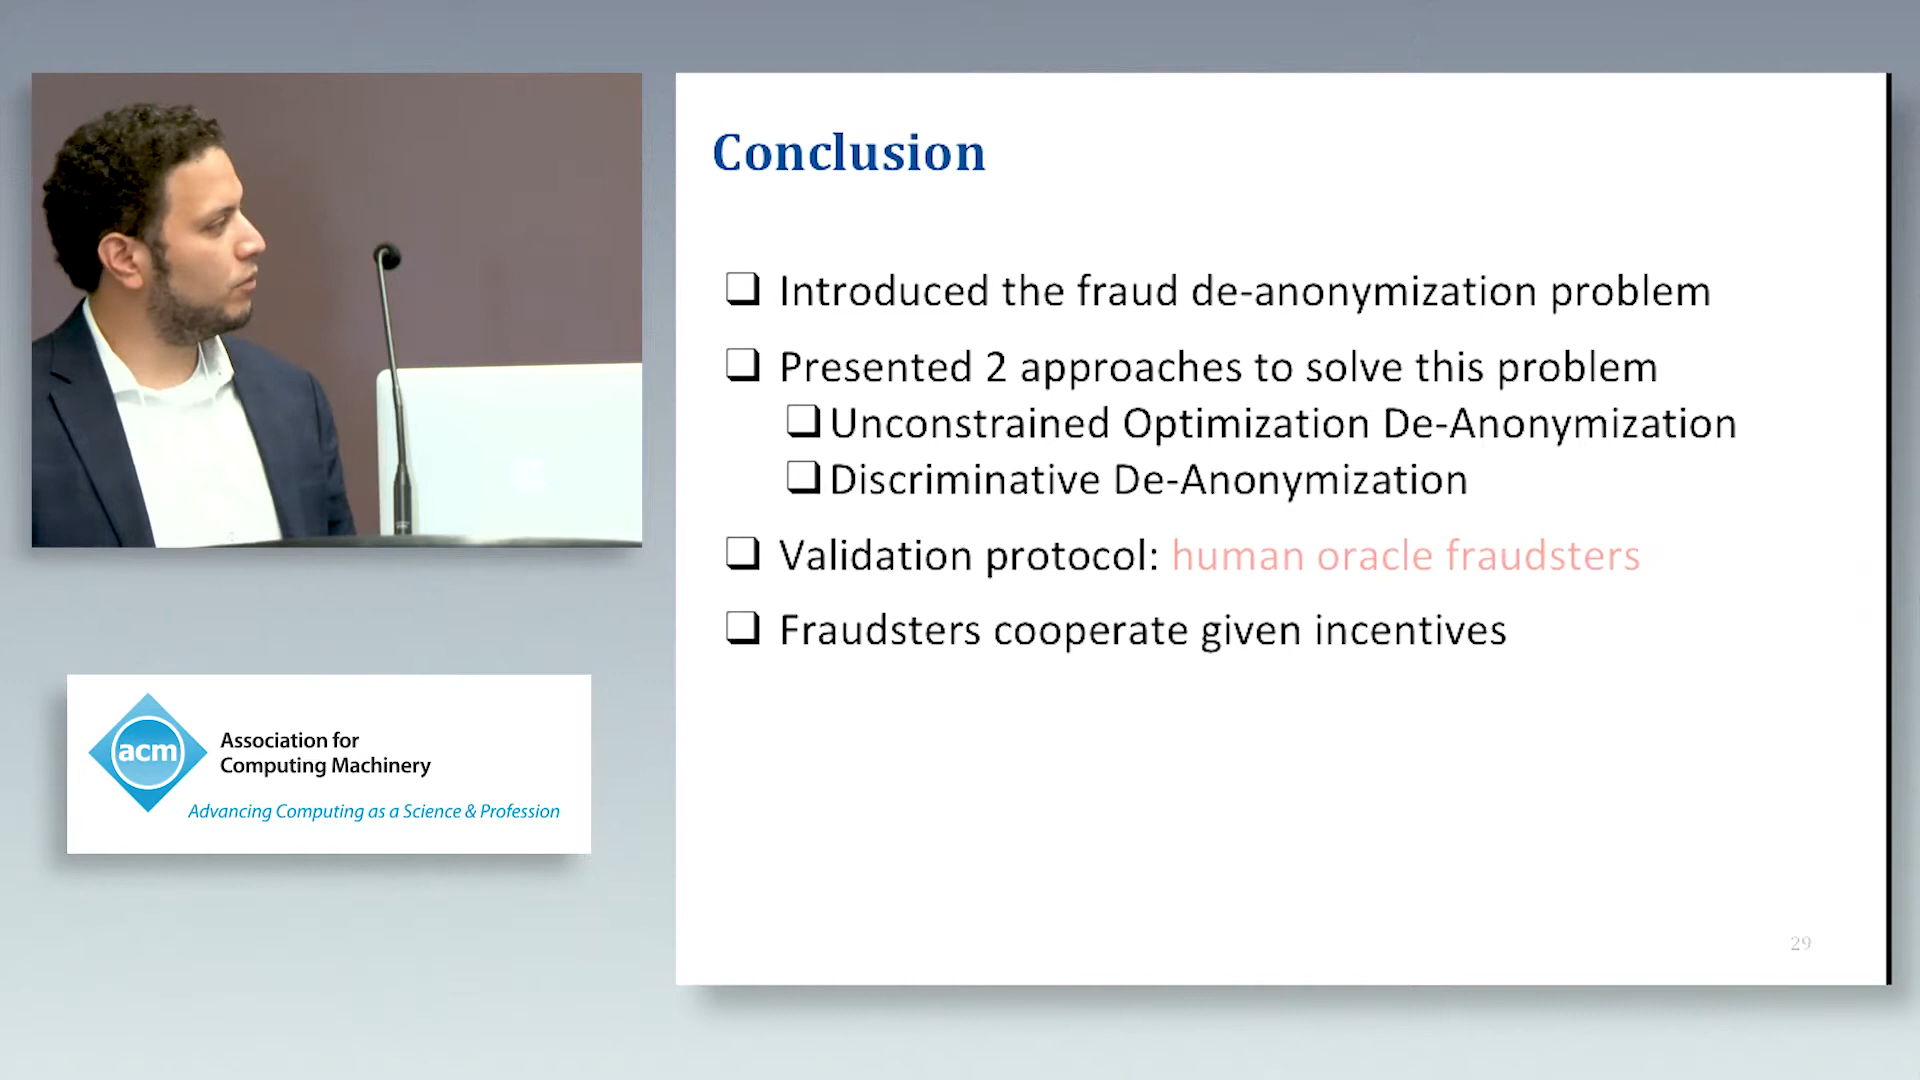 Conclusion
Introduced the fraud de-anonymization problem
Presented 2 approaches to solve this problem
Unconstrained Optimization De-Anonymization
Discriminative De-Anonymization
Validation protocol: human oracle fraudsters
Fraudsters cooperate given incentives
29
acm
Association for
Computing Machinery
Advancing Computing as a Science & Profession